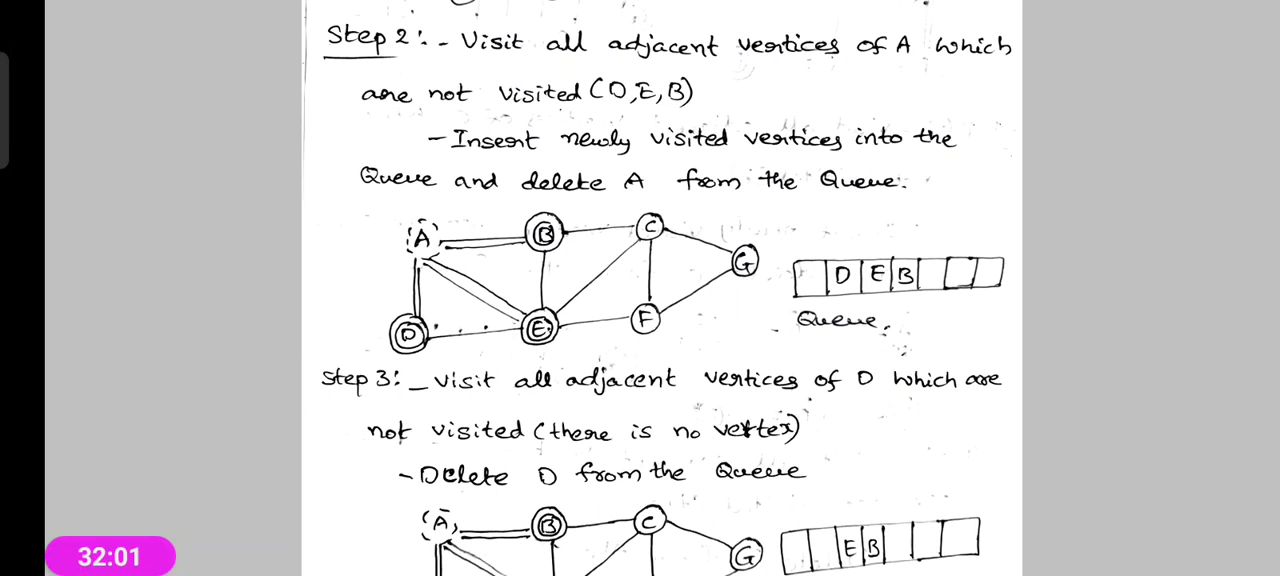 Step 2:- Visit all adjacent vertices of A which
are not visited (D,E,B)
- Insert newly visited vertices into the
Queue and delete A from the Queue.
A B C
G
D E B
D E F
Queue.
Step 3:- Visit all adjacent vertices of D which are
not visited (there is no vertex)
- Delete D from the Queue
A B C
G
E B
32:01